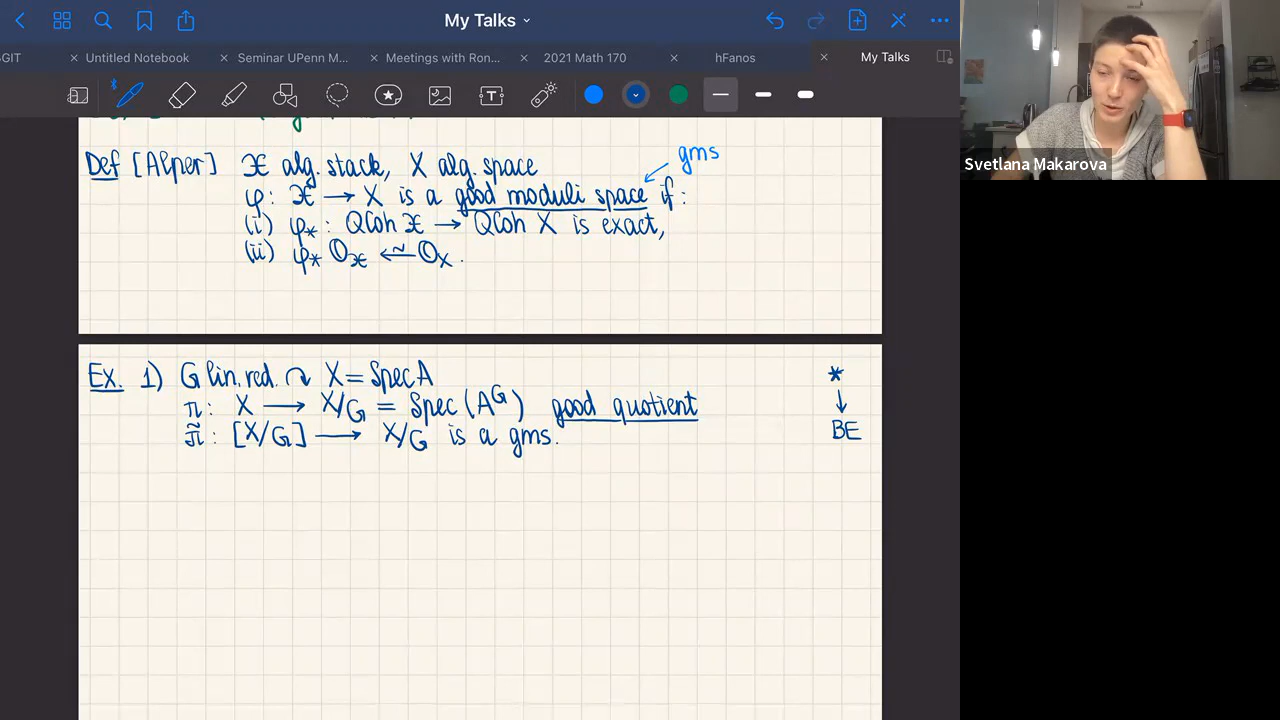 My Talks
GIT
Untitled Notebook
Seminar UPenn M...
Meetings with Ron...
2021 Math 170
hFanos
My Talks
Svetlana Makarova
gms
Def [Alper] 𝒳 alg. stack, X alg. space
φ: 𝒳 → X is a good moduli space if:
(i) φ_* : QCoh 𝒳 → QCoh X is exact,
(ii) φ_* 𝒪_𝒳 ⟵~ 𝒪_X.
Ex. 1) G lin. red. ↷ X = Spec A
π: X → X/G = Spec(A^G) good quotient
π̃: [X/G] → X/G is a gms.
*
↓
BE